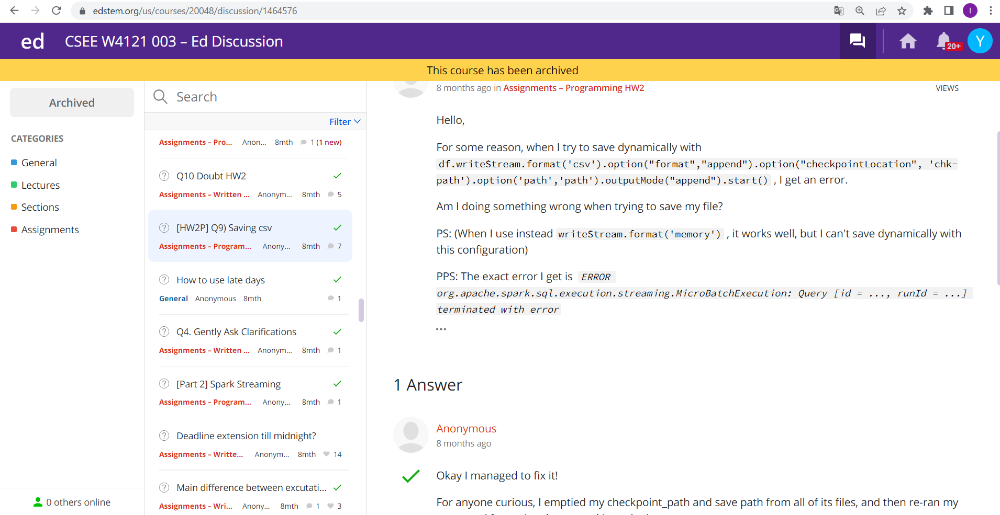 edstem.org/us/courses/20048/discussion/1464576
I
ed
CSEE W4121 003 – Ed Discussion
20+
Y
This course has been archived
Archived
CATEGORIES
General
Lectures
Sections
Assignments
0 others online
Search
Filter
Assignments – Pro... Anon... 8mth 1 (1 new)
Q10 Doubt HW2
Assignments – Written ... Anonym... 8mth 5
[HW2P] Q9) Saving csv
Assignments – Program... Anony... 8mth 7
How to use late days
General Anonymous 8mth 1
Q4. Gently Ask Clarifications
Assignments – Written ... Anonym... 8mth 1
[Part 2] Spark Streaming
Assignments – Program... Anony... 8mth 1
Deadline extension till midnight?
Assignments – Writte... Anonym... 8mth 14
Main difference between excutati...
Assignments – Wri... Anony... 8mth 1 3
8 months ago in Assignments – Programming HW2
VIEWS
Hello,
For some reason, when I try to save dynamically with
df.writeStream.format('csv').option("format","append").option("checkpointLocation", 'chk-
path').option('path','path').outputMode("append").start() , I get an error.
Am I doing something wrong when trying to save my file?
PS: (When I use instead writeStream.format('memory') , it works well, but I can't save dynamically with
this configuration)
PPS: The exact error I get is ERROR
org.apache.spark.sql.execution.streaming.MicroBatchExecution: Query [id = ..., runId = ...]
terminated with error
...
1 Answer
Anonymous
8 months ago
Okay I managed to fix it!
For anyone curious, I emptied my checkpoint_path and save path from all of its files, and then re-ran my